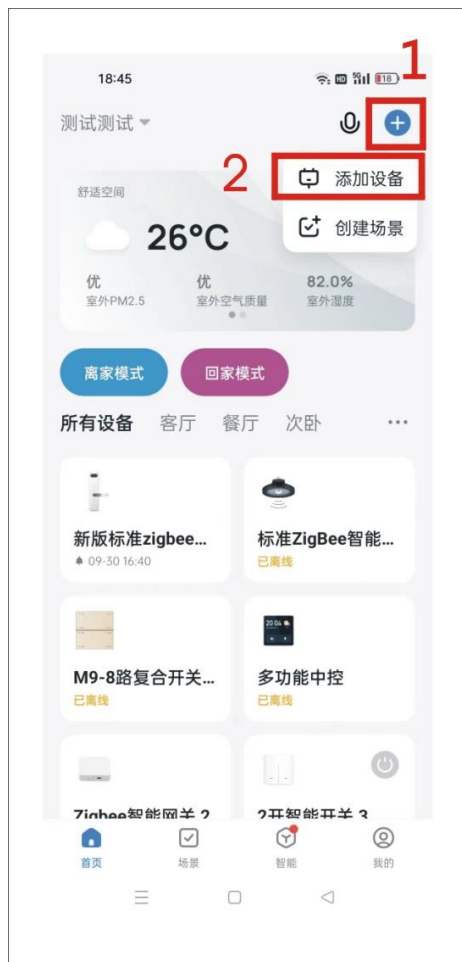 1
18:45
HD 5G 18
测试测试
2
添加设备
创建场景
舒适空间
26°C
优
优
82.0%
室外PM2.5
室外空气质量
室外湿度
离家模式
回家模式
所有设备
客厅
餐厅
次卧
...
新版标准zigbee...
09-30 16:40
标准ZigBee智能...
已离线
M9-8路复合开关...
已离线
20:04
多功能中控
已离线
Zigbee智能网关 2
2开智能开关 3
首页
场景
智能
我的